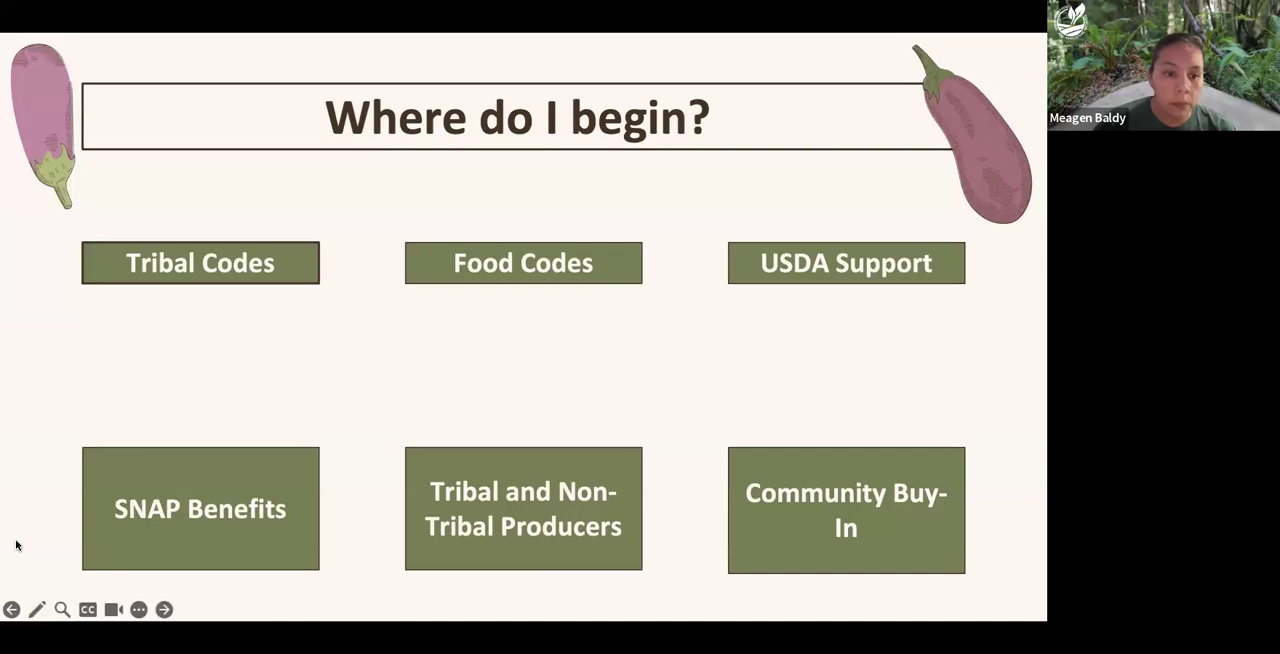 Where do I begin?
Meagen Baldy
Tribal Codes
Food Codes
USDA Support
SNAP Benefits
Tribal and Non-
Tribal Producers
Community Buy-
In
CC